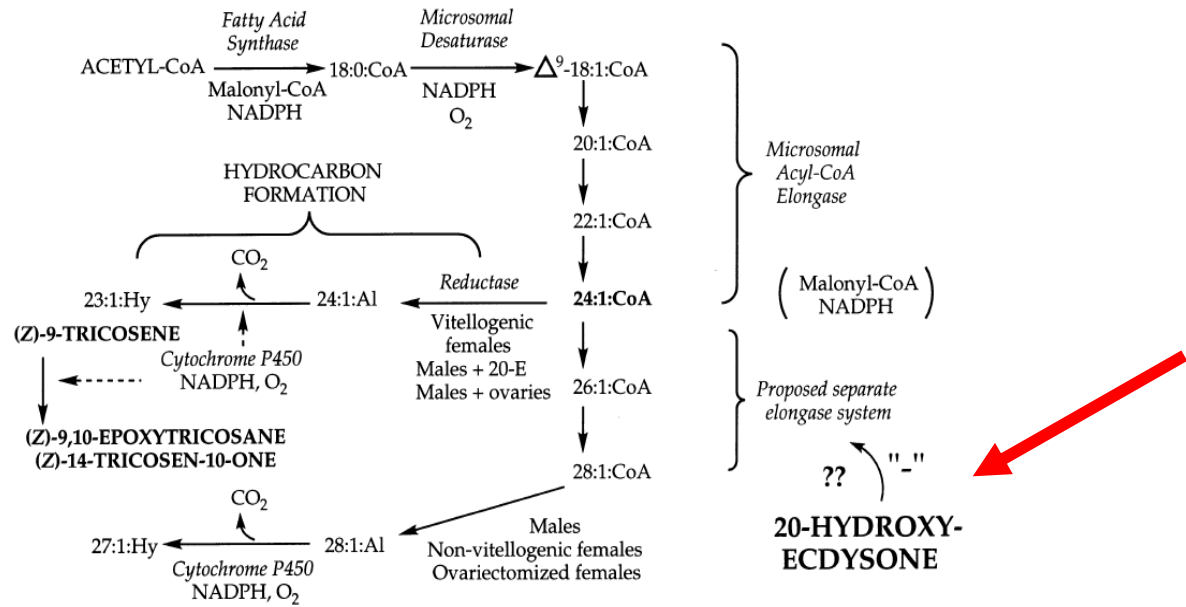 Fatty Acid
Synthase
Microsomal
Desaturase
ACETYL-CoA
18:0:CoA
Δ⁹-18:1:CoA
Malonyl-CoA
NADPH
NADPH
O₂
20:1:CoA
Microsomal
Acyl-CoA
Elongase
HYDROCARBON
FORMATION
22:1:CoA
CO₂
Reductase
23:1:Hy
24:1:Al
24:1:CoA
(Malonyl-CoA
NADPH)
(Z)-9-TRICOSENE
Cytochrome P450
NADPH, O₂
Vitellogenic
females
Males + 20-E
Males + ovaries
26:1:CoA
Proposed separate
elongase system
(Z)-9,10-EPOXYTRICOSANE
(Z)-14-TRICOSEN-10-ONE
28:1:CoA
?? "-"
20-HYDROXY-
ECDYSONE
CO₂
27:1:Hy
28:1:Al
Cytochrome P450
NADPH, O₂
Males
Non-vitellogenic females
Ovariectomized females